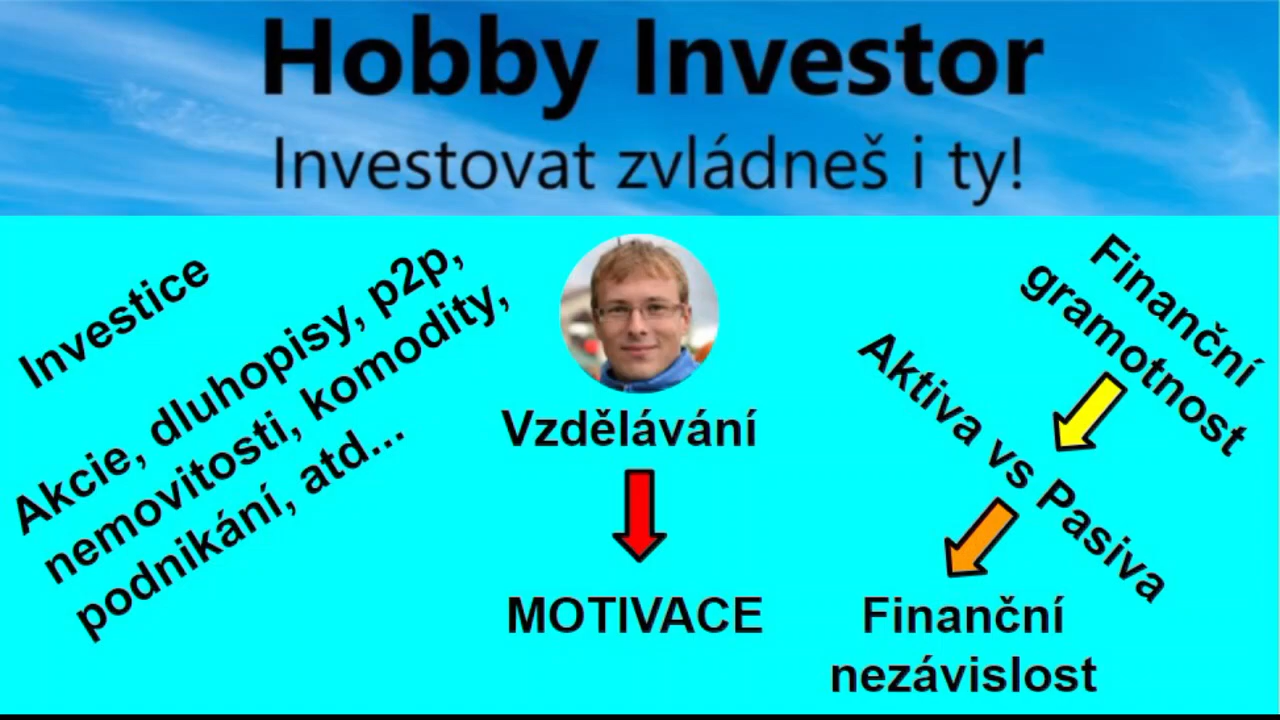 Hobby Investor
Investovat zvládneš i ty!
Investice
Akcie, dluhopisy, p2p,
nemovitosti, komodity,
podnikání, atd...
Vzdělávání
MOTIVACE
Finanční
gramotnost
Aktiva vs Pasiva
Finanční
nezávislost